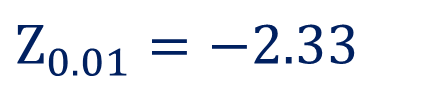 Z₀.₀₁ = −2.33